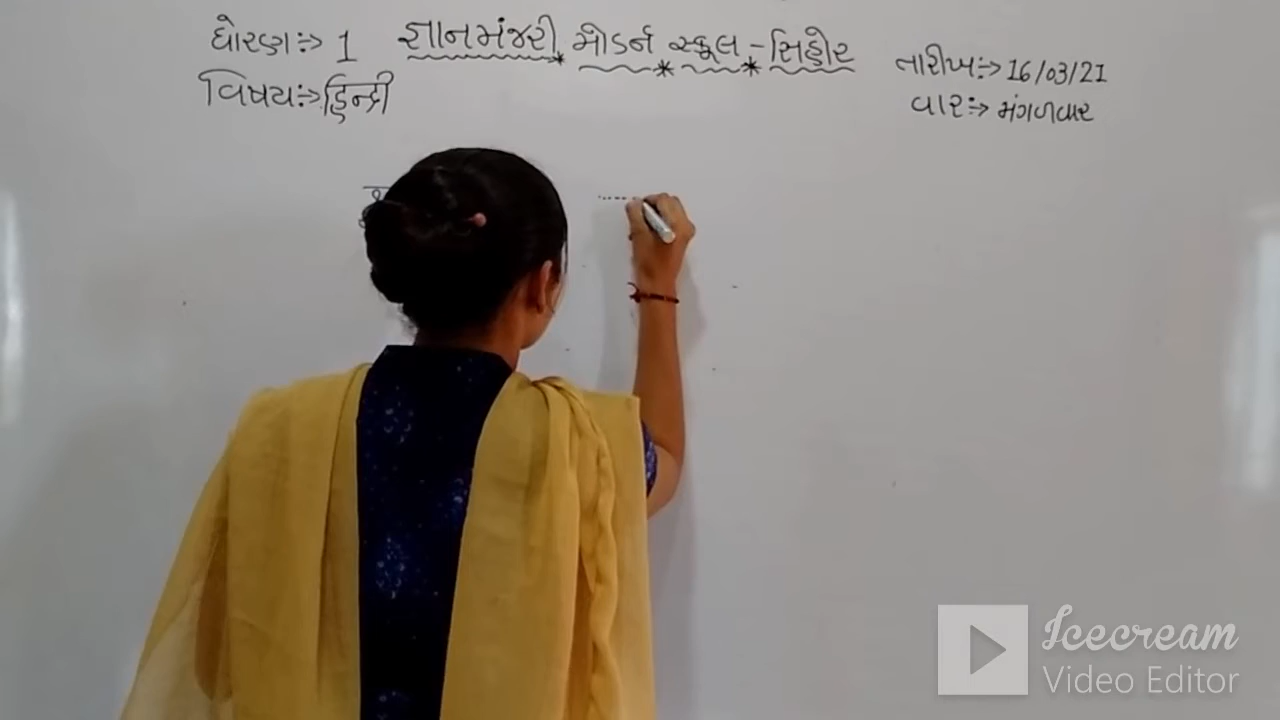 ધોરણ:-> 1 જ્ઞાનમંજરી મોડર્ન સ્કૂલ - સિહોર
તારીખ:-> 16/03/21
વિષય:-> હિન્દી
વાર:-> મંગળવાર
Icecream
Video Editor